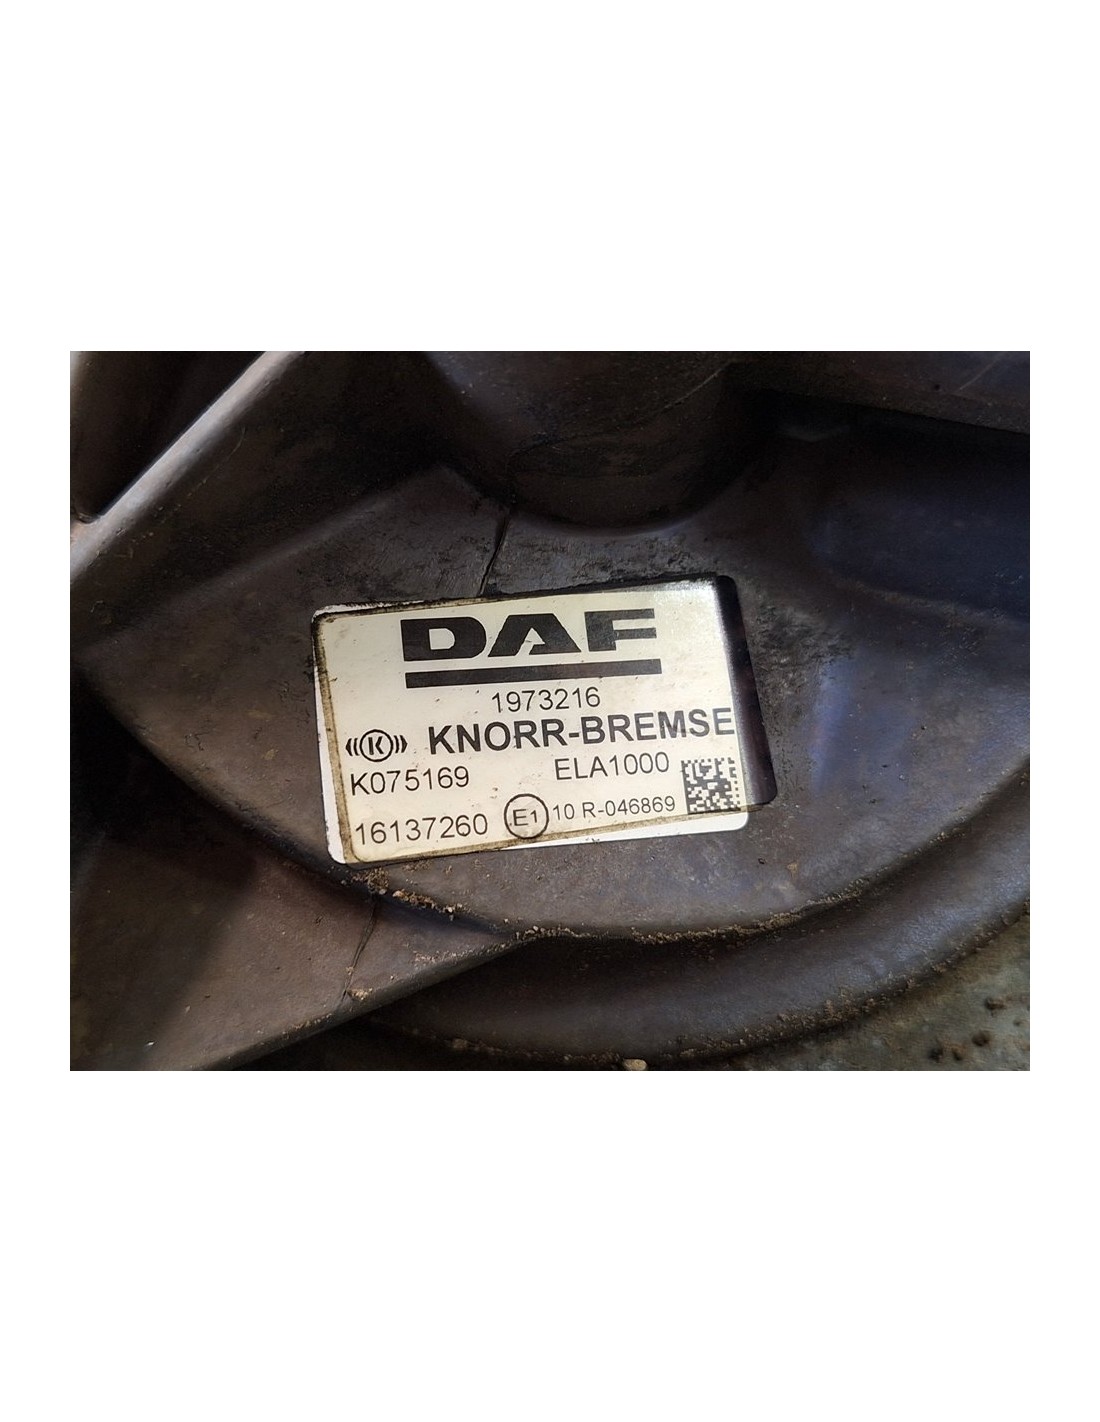 DAF
1973216
((K)) KNORR-BREMSE
K075169 ELA1000
16137260 E1 10 R-046869